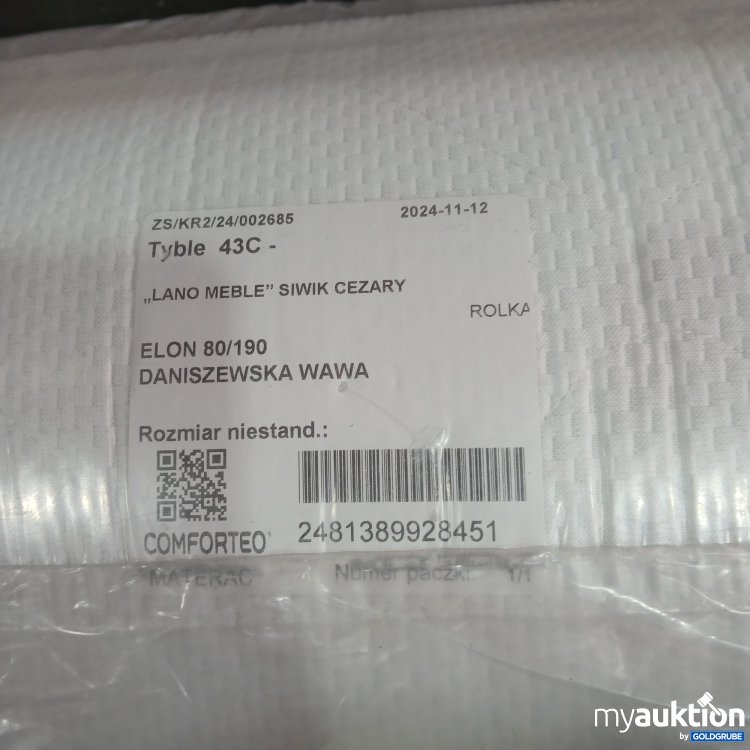 ZS/KR2/24/002685 2024-11-12
Tyble 43C -
„LANO MEBLE” SIWIK CEZARY
ROLKA
ELON 80/190
DANISZEWSKA WAWA
Rozmiar niestand.:
COMFORTEO 2481389928451
MATERAC Numer paczki: 1/1
myauktion
by GOLDGRUBE